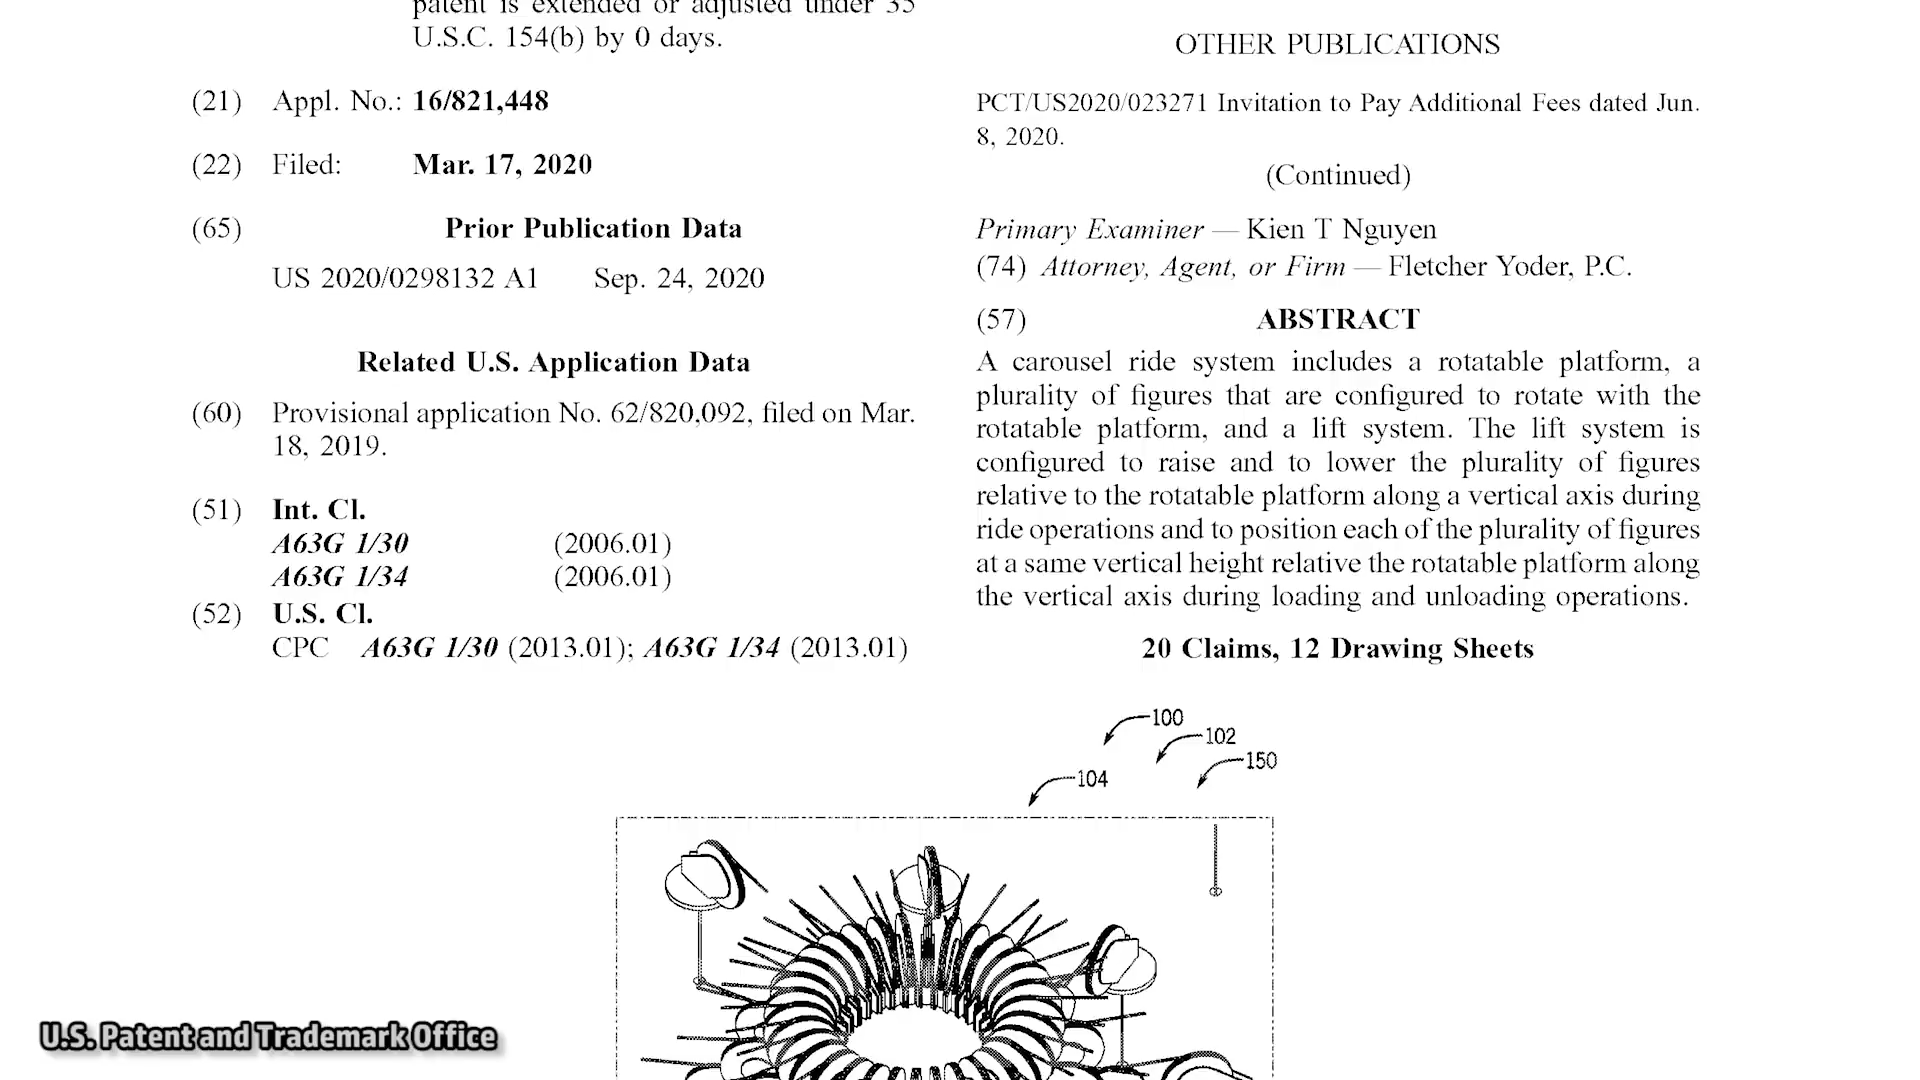 patent is extended or adjusted under 35
U.S.C. 154(b) by 0 days.
(21) Appl. No.: 16/821,448
(22) Filed: Mar. 17, 2020
(65) Prior Publication Data
US 2020/0298132 A1 Sep. 24, 2020
Related U.S. Application Data
(60) Provisional application No. 62/820,092, filed on Mar.
18, 2019.
(51) Int. Cl.
A63G 1/30 (2006.01)
A63G 1/34 (2006.01)
(52) U.S. Cl.
CPC A63G 1/30 (2013.01); A63G 1/34 (2013.01)
OTHER PUBLICATIONS
PCT/US2020/023271 Invitation to Pay Additional Fees dated Jun.
8, 2020.
(Continued)
Primary Examiner — Kien T Nguyen
(74) Attorney, Agent, or Firm — Fletcher Yoder, P.C.
(57) ABSTRACT
A carousel ride system includes a rotatable platform, a
plurality of figures that are configured to rotate with the
rotatable platform, and a lift system. The lift system is
configured to raise and to lower the plurality of figures
relative to the rotatable platform along a vertical axis during
ride operations and to position each of the plurality of figures
at a same vertical height relative the rotatable platform along
the vertical axis during loading and unloading operations.
20 Claims, 12 Drawing Sheets
100
102
150
104
U.S. Patent and Trademark Office